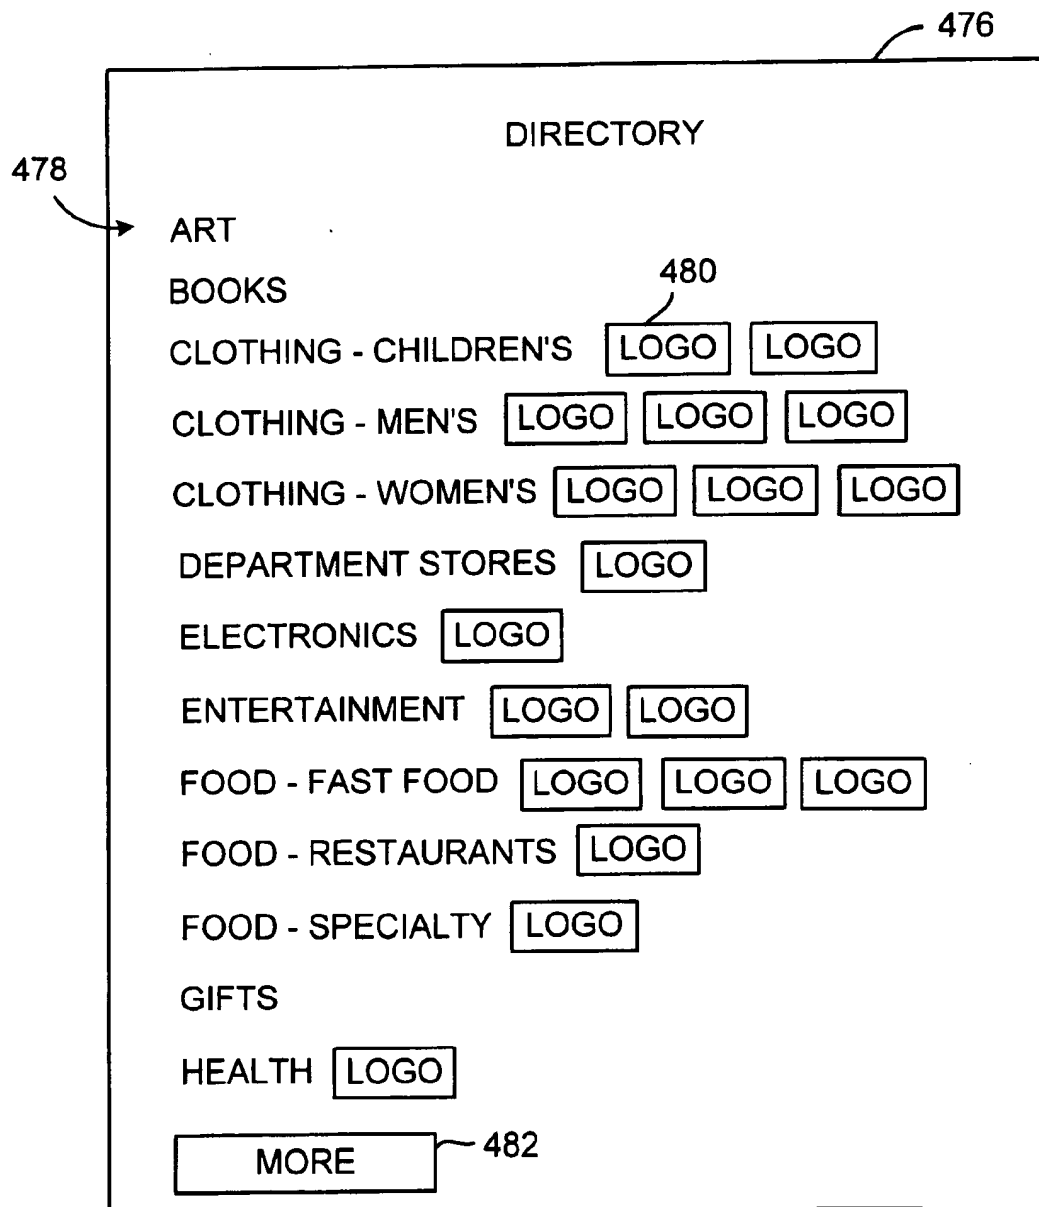 476
DIRECTORY
478
ART
BOOKS
480
CLOTHING - CHILDREN'S LOGO LOGO
CLOTHING - MEN'S LOGO LOGO LOGO
CLOTHING - WOMEN'S LOGO LOGO LOGO
DEPARTMENT STORES LOGO
ELECTRONICS LOGO
ENTERTAINMENT LOGO LOGO
FOOD - FAST FOOD LOGO LOGO LOGO
FOOD - RESTAURANTS LOGO
FOOD - SPECIALTY LOGO
GIFTS
HEALTH LOGO
MORE 482